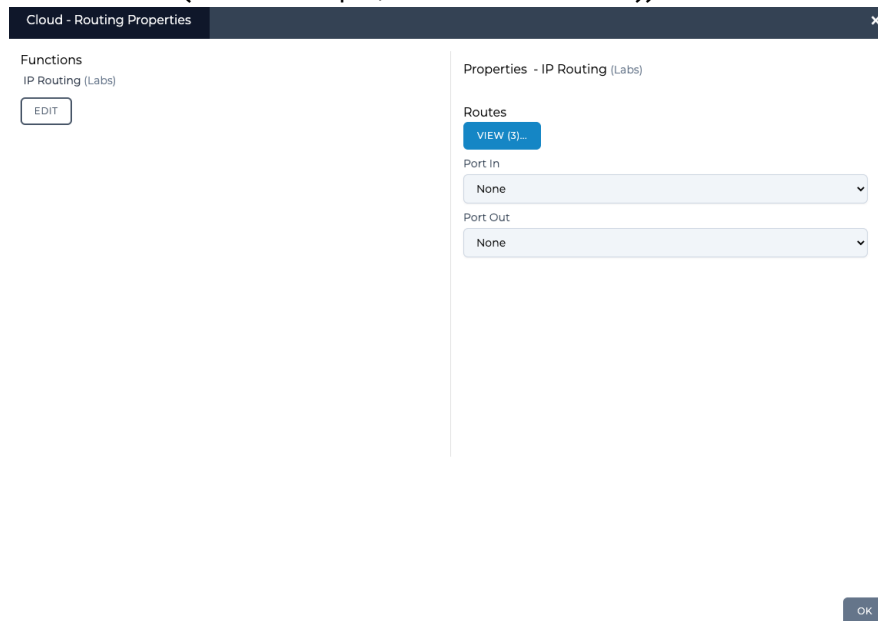 Cloud - Routing Properties
×
Functions
IP Routing (Labs)
EDIT
Properties - IP Routing (Labs)
Routes
VIEW (3)...
Port In
None
Port Out
None
OK